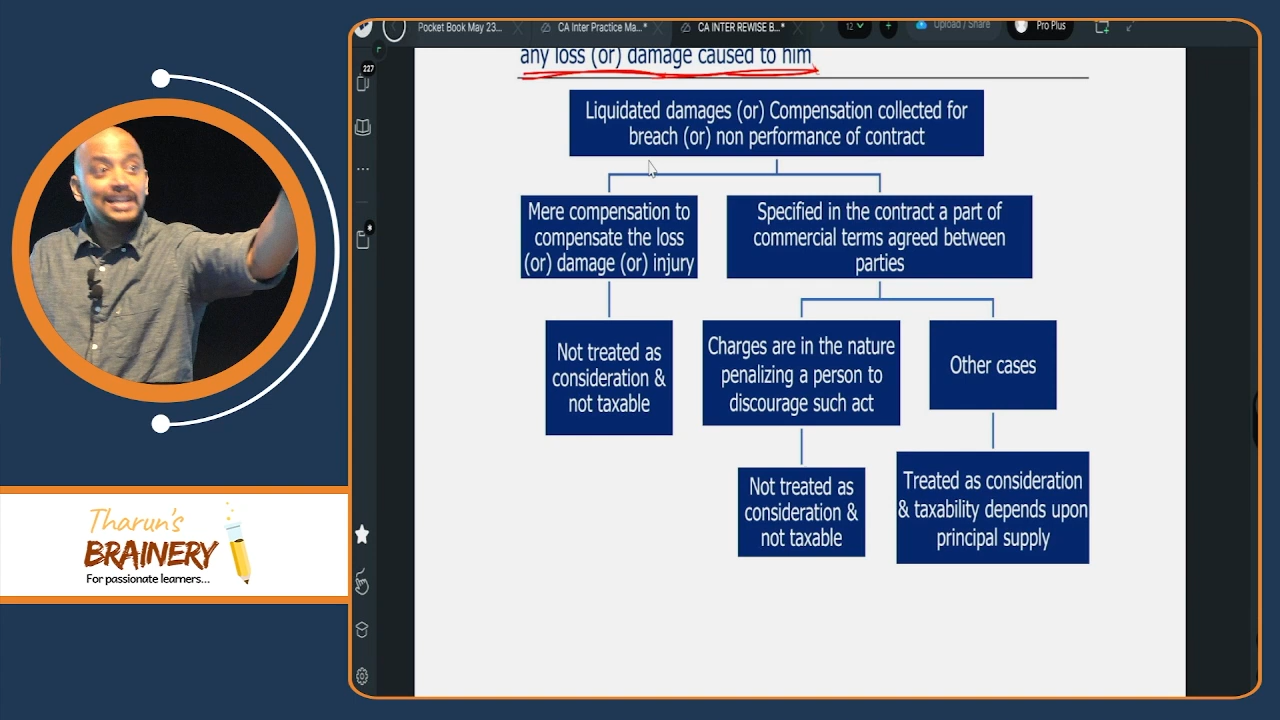 Pocket Book May 23...
CA Inter Practice Ma...*
CA INTER REWISE B...*
12
Upload / Share
Pro Plus
227
any loss (or) damage caused to him
Liquidated damages (or) Compensation collected for
breach (or) non performance of contract
Mere compensation to
compensate the loss
(or) damage (or) injury
Specified in the contract a part of
commercial terms agreed between
parties
Not treated as
consideration &
not taxable
Charges are in the nature
penalizing a person to
discourage such act
Other cases
Not treated as
consideration &
not taxable
Treated as consideration
& taxability depends upon
principal supply
Tharun's
BRAINERY
For passionate learners...